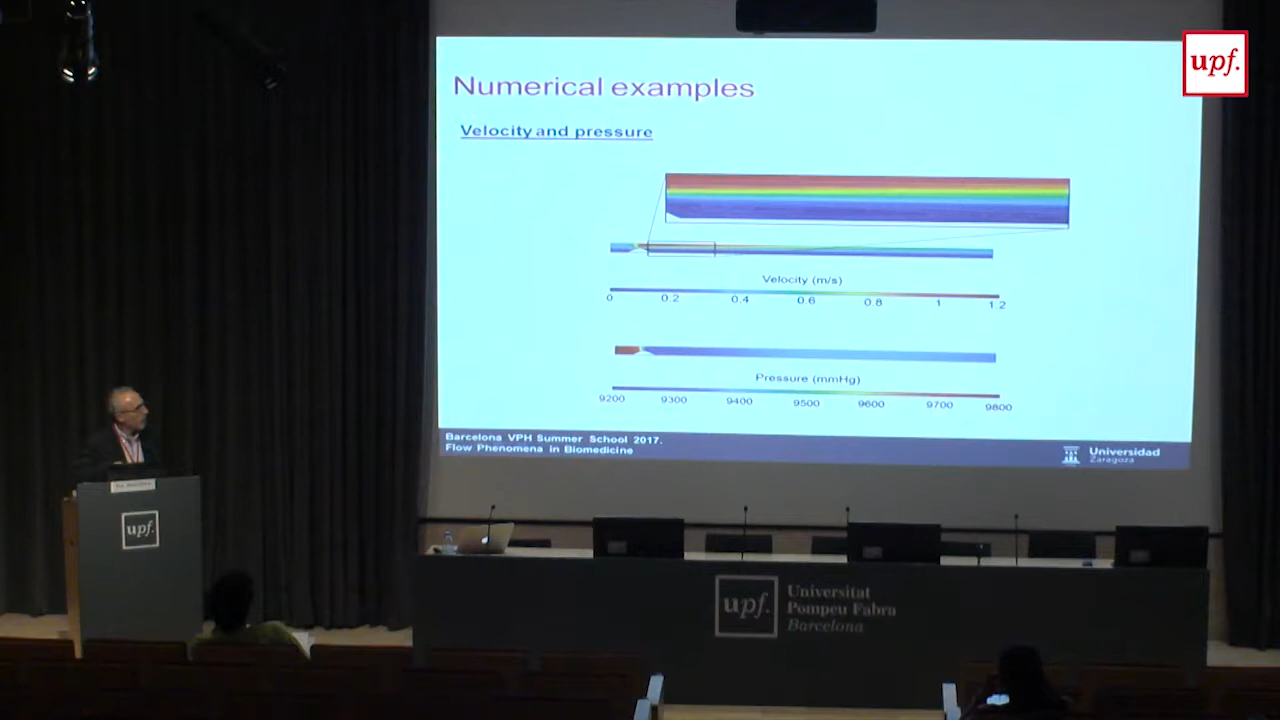 upf.
Numerical examples
Velocity and pressure
Velocity (m/s)
0 0.2 0.4 0.6 0.8 1 1.2
Pressure (mmHg)
9200 9300 9400 9500 9600 9700 9800
Barcelona VPH Summer School 2017.
Flow Phenomena in Biomedicine
Universidad
Zaragoza
upf.
upf.
Universitat
Pompeu Fabra
Barcelona